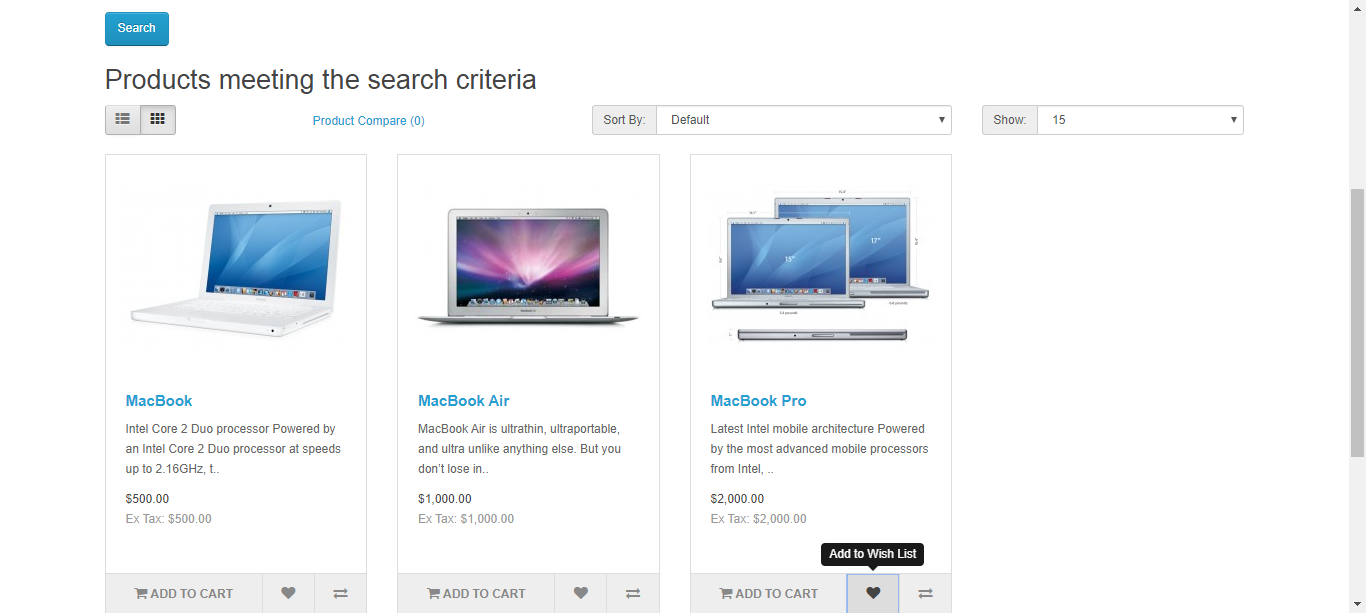 Search
Products meeting the search criteria
Product Compare (0)
Sort By: Default
Show: 15
15"
17"
MacBook
Intel Core 2 Duo processor Powered by
an Intel Core 2 Duo processor at speeds
up to 2.16GHz, t..
$500.00
Ex Tax: $500.00
ADD TO CART
MacBook Air
MacBook Air is ultrathin, ultraportable,
and ultra unlike anything else. But you
don’t lose in..
$1,000.00
Ex Tax: $1,000.00
ADD TO CART
MacBook Pro
Latest Intel mobile architecture Powered
by the most advanced mobile processors
from Intel, ..
$2,000.00
Ex Tax: $2,000.00
Add to Wish List
ADD TO CART